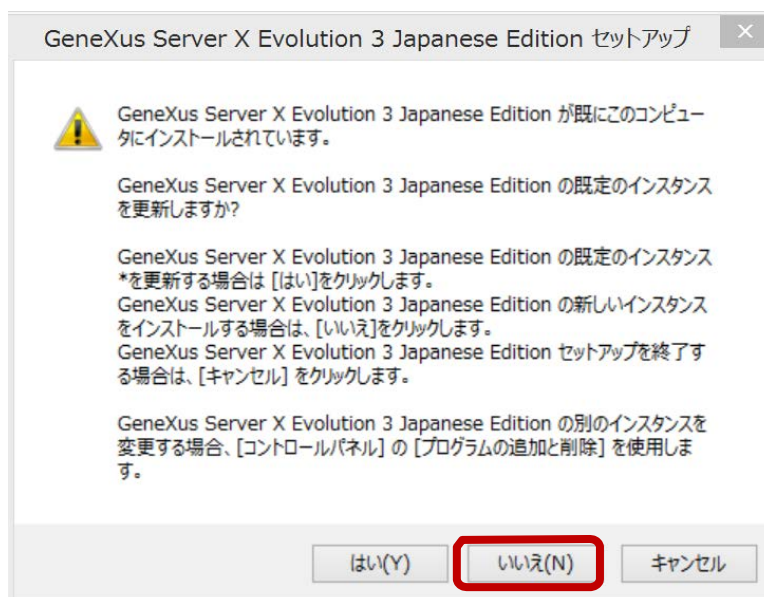 GeneXus Server X Evolution 3 Japanese Edition セットアップ
GeneXus Server X Evolution 3 Japanese Edition が既にこのコンピュー
タにインストールされています。
GeneXus Server X Evolution 3 Japanese Edition の既定のインスタンス
を更新しますか?
GeneXus Server X Evolution 3 Japanese Edition の既定のインスタンス
*を更新する場合は [はい]をクリックします。
GeneXus Server X Evolution 3 Japanese Edition の新しいインスタンス
をインストールする場合は、[いいえ]をクリックします。
GeneXus Server X Evolution 3 Japanese Edition セットアップを終了す
る場合は、[キャンセル] をクリックします。
GeneXus Server X Evolution 3 Japanese Edition の別のインスタンスを
変更する場合、[コントロールパネル] の [プログラムの追加と削除] を使用しま
す。
はい(Y) いいえ(N) キャンセル